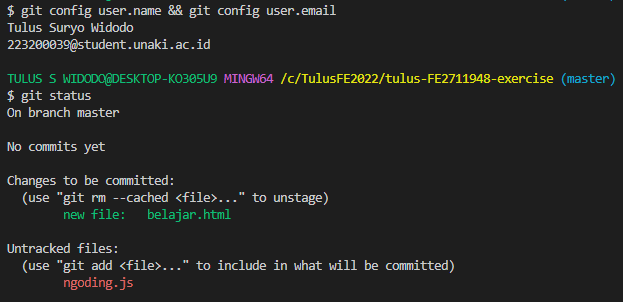 $ git config user.name && git config user.email
Tulus Suryo Widodo
223200039@student.unaki.ac.id
TULUS S WIDODO@DESKTOP-KO305U9 MINGW64 /c/TulusFE2022/tulus-FE2711948-exercise (master)
$ git status
On branch master
No commits yet
Changes to be committed:
(use "git rm --cached <file>..." to unstage)
new file:   belajar.html
Untracked files:
(use "git add <file>..." to include in what will be committed)
ngoding.js